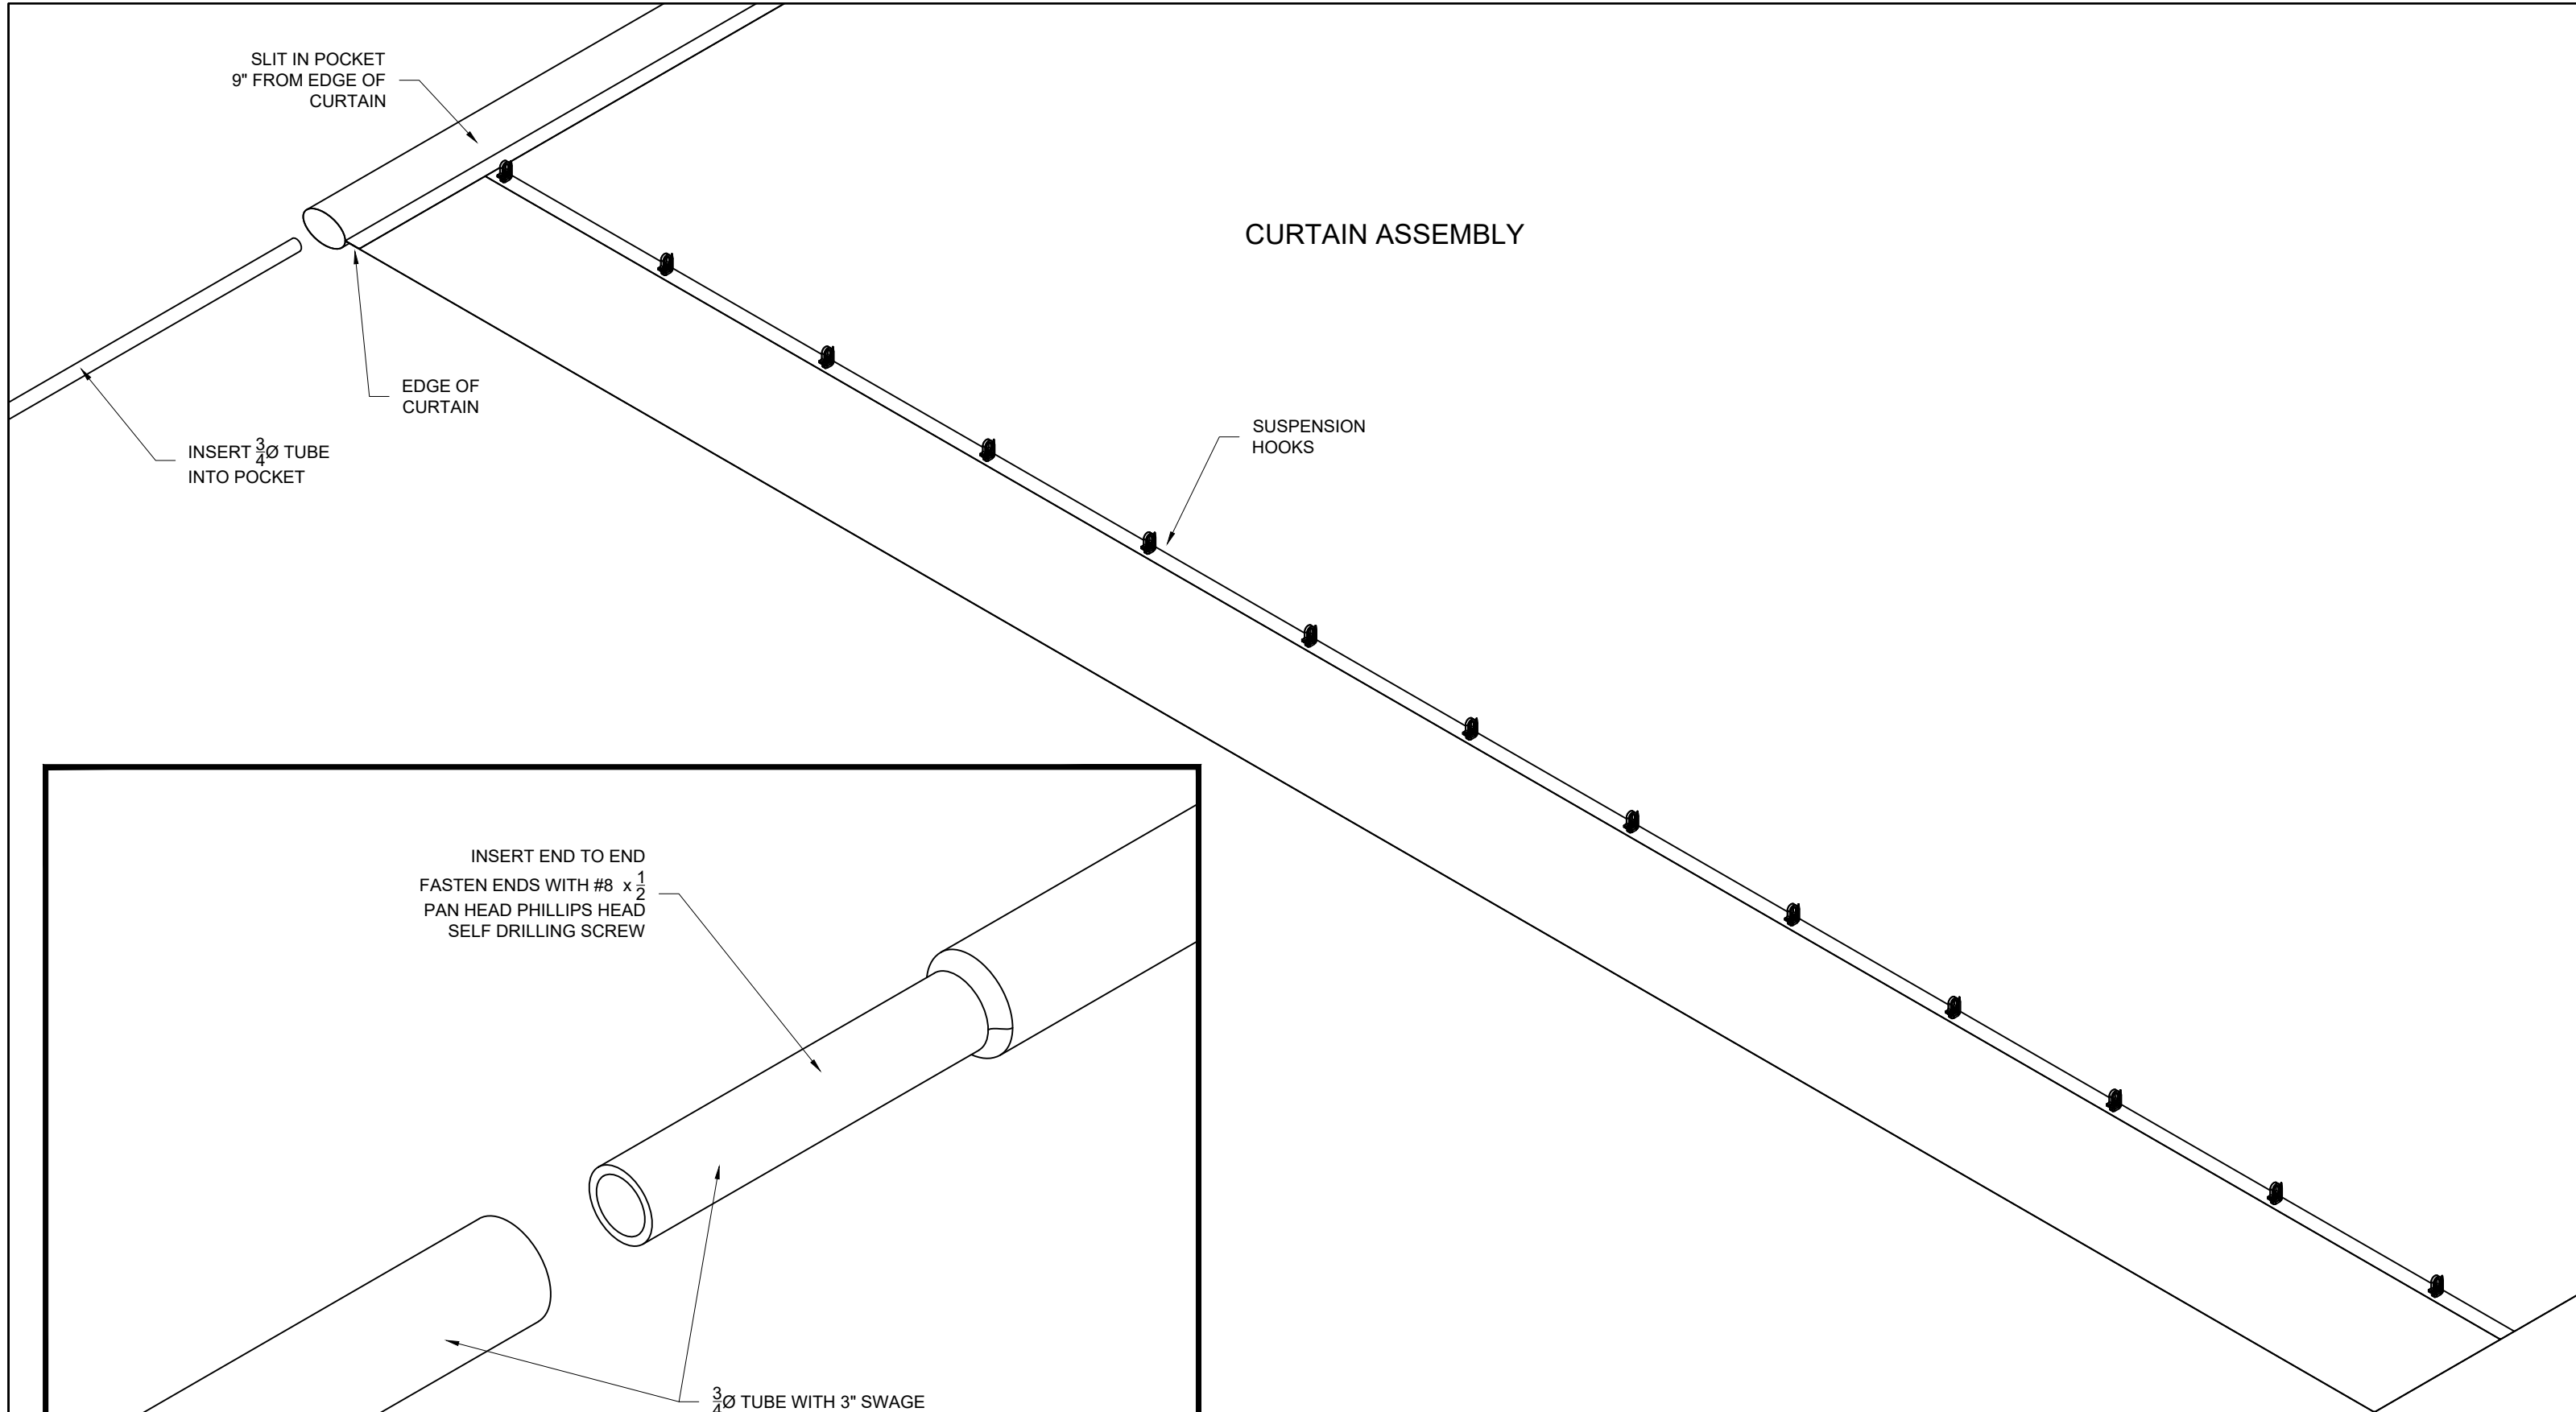 SLIT IN POCKET
9" FROM EDGE OF
CURTAIN
CURTAIN ASSEMBLY
EDGE OF
CURTAIN
INSERT 3/4Ø TUBE
INTO POCKET
SUSPENSION
HOOKS
INSERT END TO END
FASTEN ENDS WITH #8 x 1/2
PAN HEAD PHILLIPS HEAD
SELF DRILLING SCREW
3/4Ø TUBE WITH 3" SWAGE